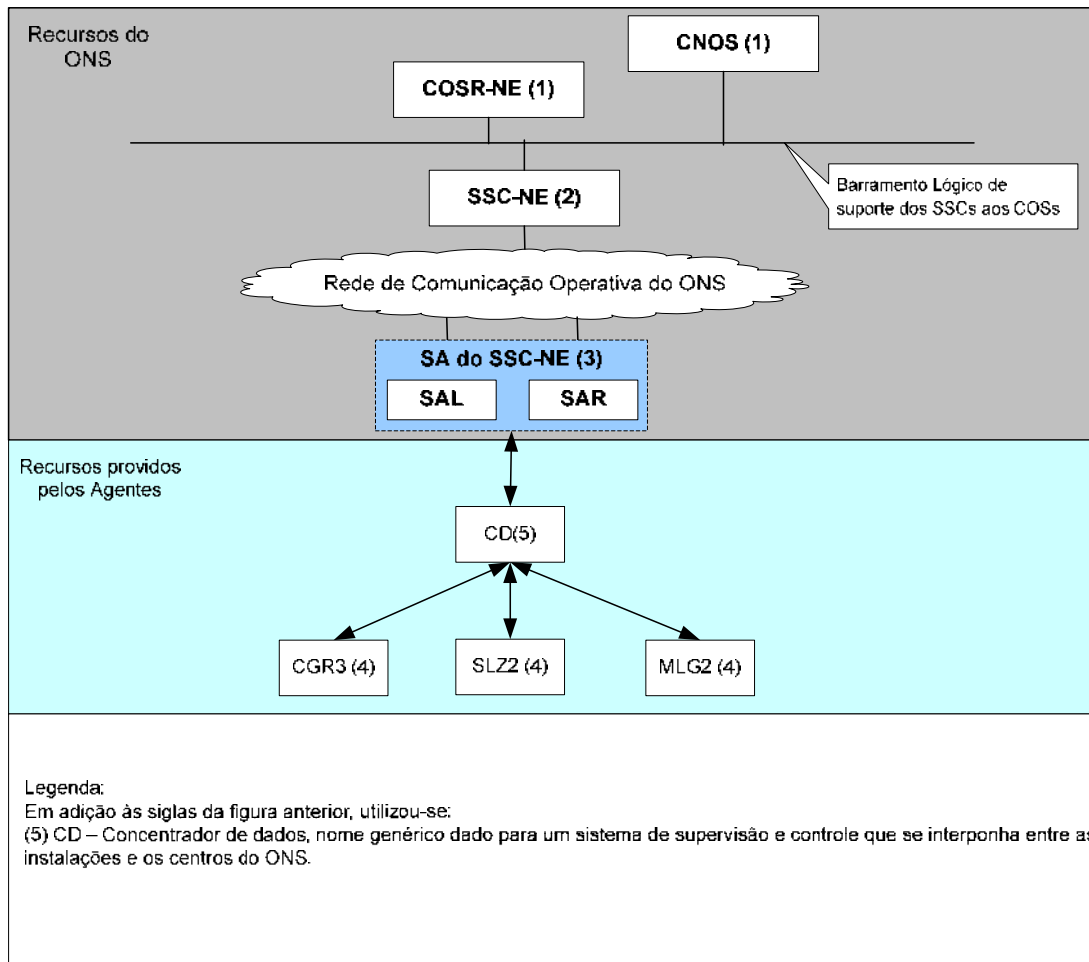 Recursos do
ONS
CNOS (1)
COSR-NE (1)
Barramento Lógico de
suporte dos SSCs aos COSs
SSC-NE (2)
Rede de Comunicação Operativa do ONS
SA do SSC-NE (3)
SAL
SAR
Recursos providos
pelos Agentes
CD(5)
CGR3 (4)
SLZ2 (4)
MLG2 (4)
Legenda:
Em adição às siglas da figura anterior, utilizou-se:
(5) CD – Concentrador de dados, nome genérico dado para um sistema de supervisão e controle que se interponha entre as
instalações e os centros do ONS.